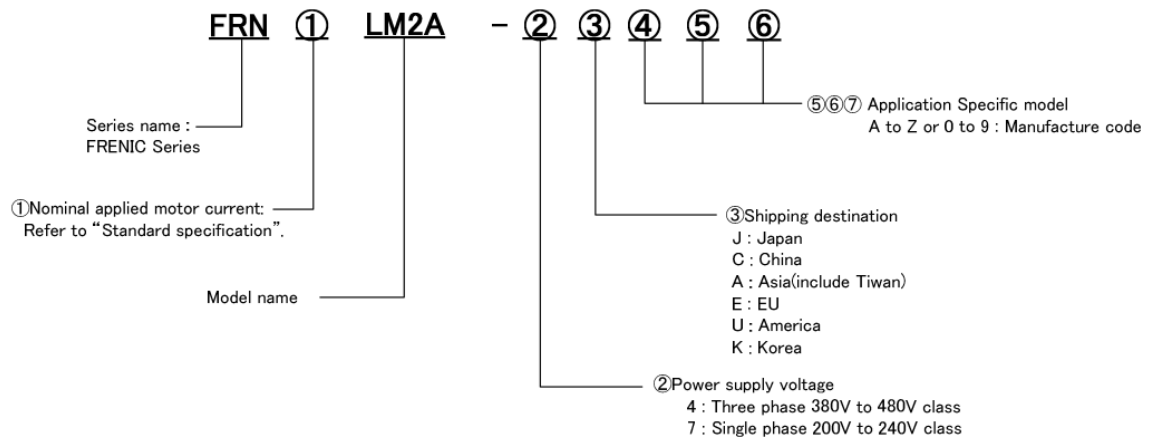 FRN ① LM2A - ② ③ ④ ⑤ ⑥
⑤⑥⑦ Application Specific model
A to Z or 0 to 9 : Manufacture code
Series name :
FRENIC Series
①Nominal applied motor current:
Refer to “Standard specification”.
③Shipping destination
J : Japan
C : China
A : Asia(include Tiwan)
E : EU
U : America
K : Korea
Model name
②Power supply voltage
4 : Three phase 380V to 480V class
7 : Single phase 200V to 240V class